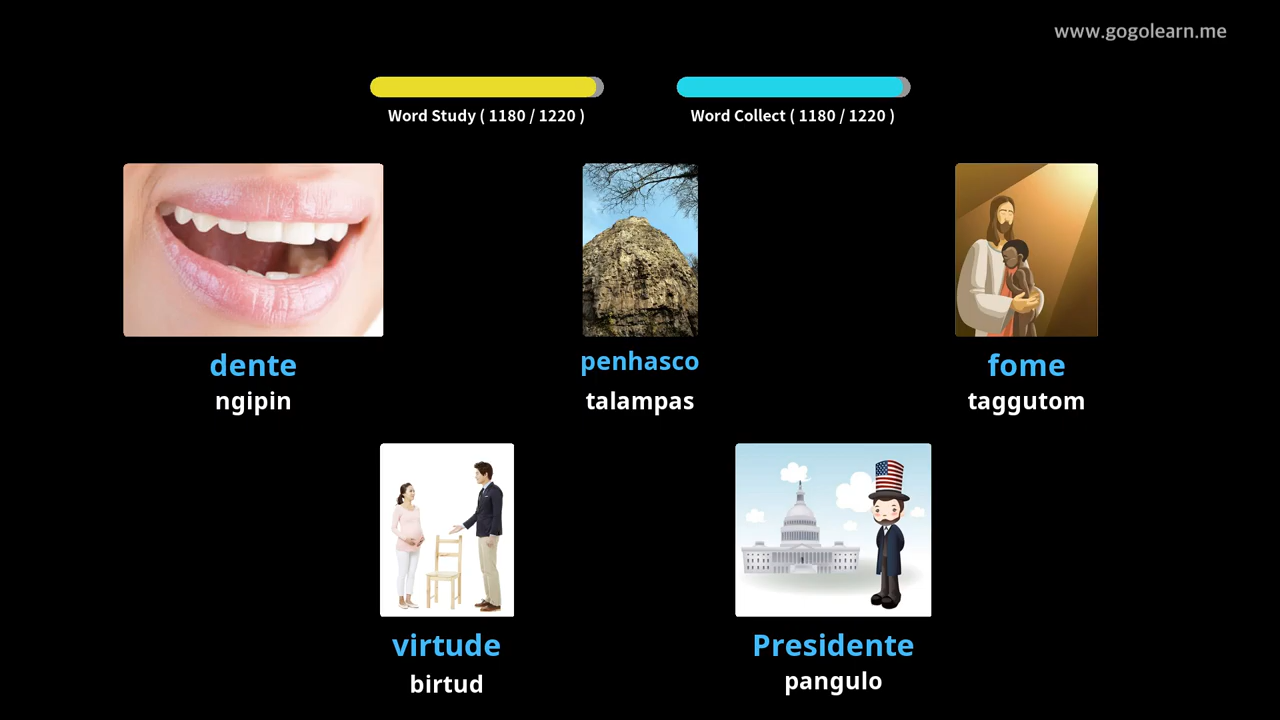 www.gogolearn.me
Word Study ( 1180 / 1220 )
Word Collect ( 1180 / 1220 )
dente
ngipin
penhasco
talampas
fome
taggutom
virtude
birtud
Presidente
pangulo